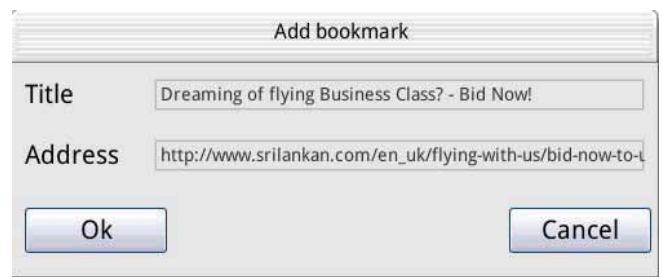 Add bookmark
Title Dreaming of flying Business Class? - Bid Now!
Address http://www.srilankan.com/en_uk/flying-with-us/bid-now-to-u
Ok Cancel